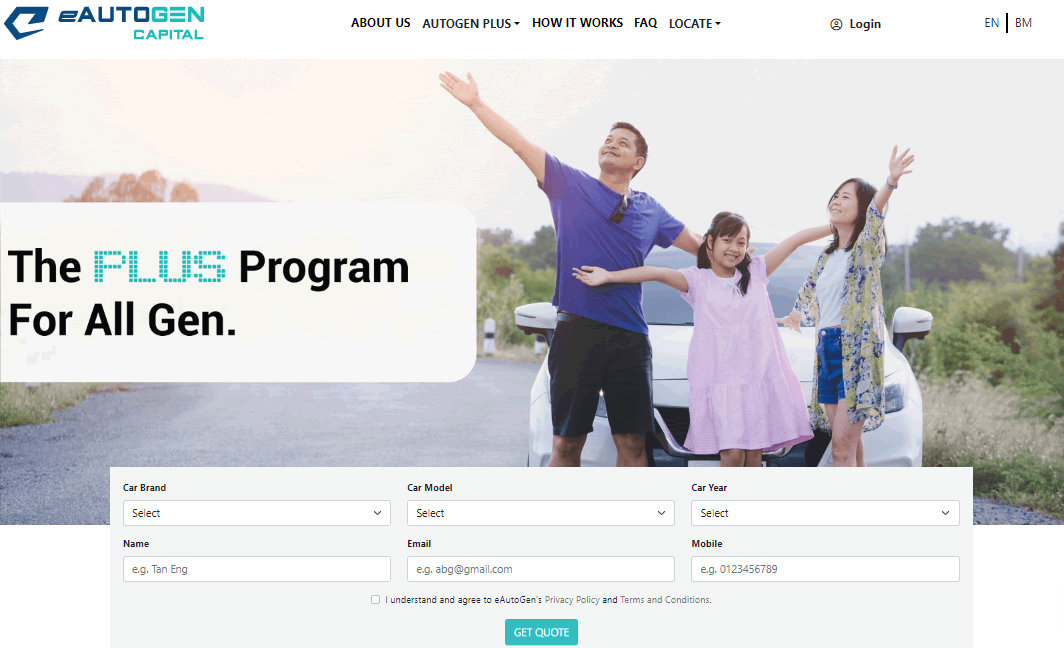 eAUTOGEN
CAPITAL
ABOUT US
AUTOGEN PLUS
HOW IT WORKS
FAQ
LOCATE
Login
EN
BM
The PLUS Program
For All Gen.
Car Brand
Car Model
Car Year
Select
Select
Select
Name
Email
Mobile
e.g. Tan Eng
e.g. abg@gmail.com
e.g. 0123456789
I understand and agree to eAutoGen's Privacy Policy and Terms and Conditions.
GET QUOTE